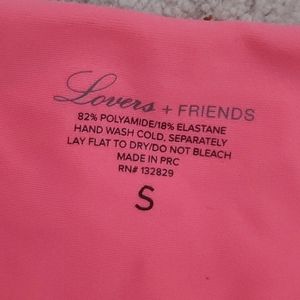 Lovers + FRIENDS
82% POLYAMIDE/18% ELASTANE
HAND WASH COLD, SEPARATELY
LAY FLAT TO DRY/DO NOT BLEACH
MADE IN PRC
RN# 132829
S